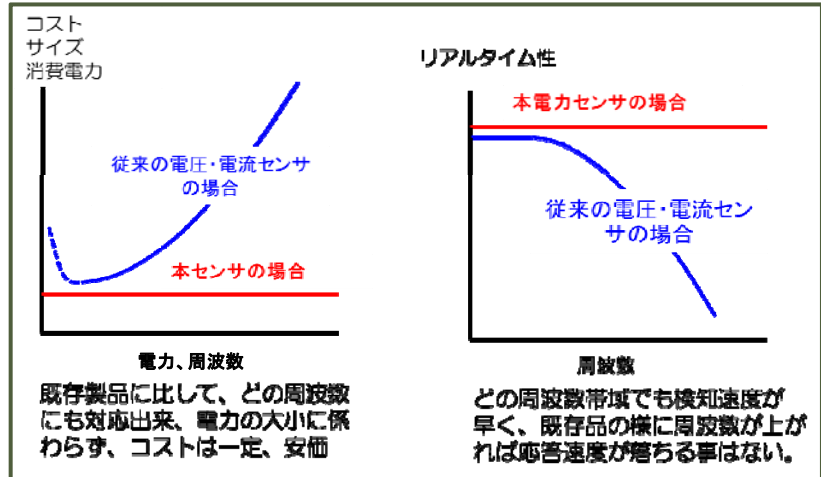 コスト
サイズ
消費電力
従来の電圧・電流センサ
の場合
本センサの場合
電力、周波数
既存製品に比して、どの周波数
にも対応出来、電力の大小に係
わらず、コストは一定、安価
リアルタイム性
本電力センサの場合
従来の電圧・電流セン
サの場合
周波数
どの周波数帯域でも検知速度が
早く、既存品の様に周波数が上が
れば応答速度が落ちる事はない。